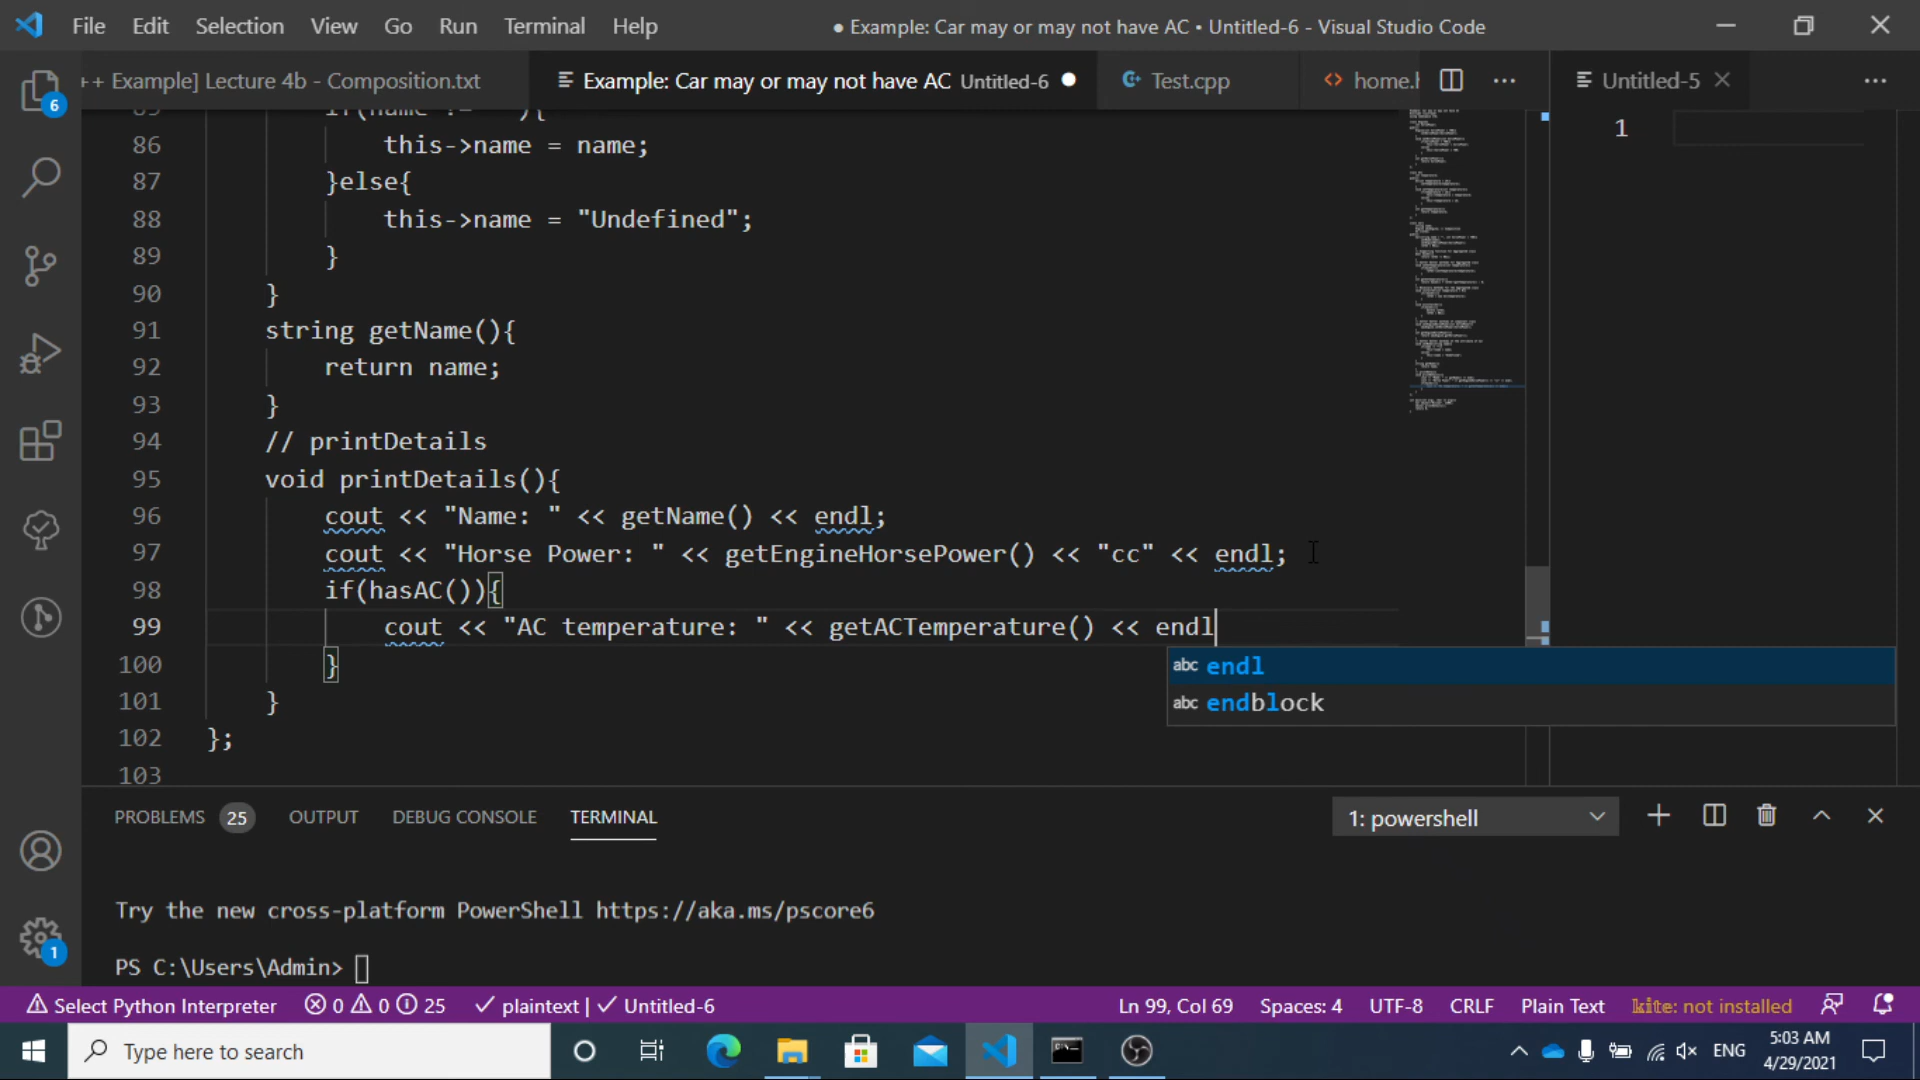 File Edit Selection View Go Run Terminal Help ● Example: Car may or may not have AC • Untitled-6 - Visual Studio Code
++ Example] Lecture 4b - Composition.txt Example: Car may or may not have AC Untitled-6 Test.cpp home.h Untitled-5
6
86 this->name = name;
87 }else{
88 this->name = "Undefined";
89 }
90 }
91 string getName(){
92 return name;
93 }
94 // printDetails
95 void printDetails(){
96 cout << "Name: " << getName() << endl;
97 cout << "Horse Power: " << getEngineHorsePower() << "cc" << endl;
98 if(hasAC()){
99 cout << "AC temperature: " << getACTemperature() << endl
100 }
101 }
102 };
103
abc endl
abc endblock
1
PROBLEMS 25 OUTPUT DEBUG CONSOLE TERMINAL 1: powershell
Try the new cross-platform PowerShell https://aka.ms/pscore6
PS C:\Users\Admin>
1
Select Python Interpreter 0 0 25 plaintext | Untitled-6 Ln 99, Col 69 Spaces: 4 UTF-8 CRLF Plain Text kite: not installed
Type here to search ENG 5:03 AM
4/29/2021